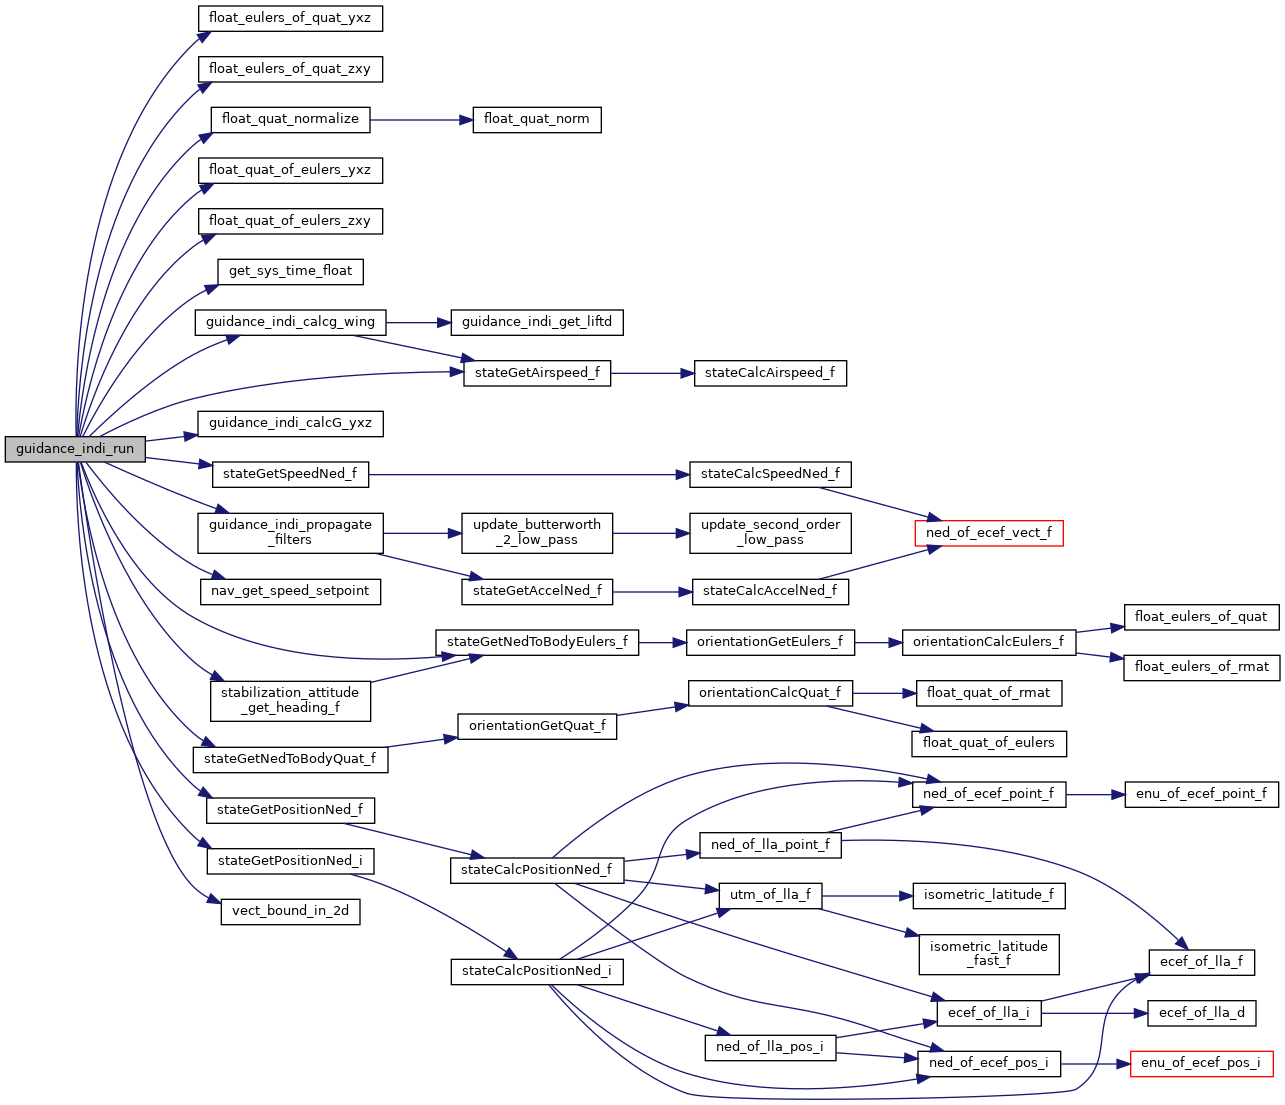 float_eulers_of_quat_yxz
float_eulers_of_quat_zxy
float_quat_normalize
float_quat_norm
float_quat_of_eulers_yxz
float_quat_of_eulers_zxy
get_sys_time_float
guidance_indi_calcg_wing
guidance_indi_get_liftd
stateGetAirspeed_f
stateCalcAirspeed_f
guidance_indi_calcG_yxz
guidance_indi_run
stateGetSpeedNed_f
stateCalcSpeedNed_f
guidance_indi_propagate
_filters
update_butterworth
_2_low_pass
update_second_order
_low_pass
ned_of_ecef_vect_f
nav_get_speed_setpoint
stateGetAccelNed_f
stateCalcAccelNed_f
stateGetNedToBodyEulers_f
orientationGetEulers_f
orientationCalcEulers_f
float_eulers_of_quat
float_eulers_of_rmat
stabilization_attitude
_get_heading_f
orientationCalcQuat_f
float_quat_of_rmat
orientationGetQuat_f
float_quat_of_eulers
stateGetNedToBodyQuat_f
stateGetPositionNed_f
ned_of_ecef_point_f
enu_of_ecef_point_f
stateGetPositionNed_i
ned_of_lla_point_f
stateCalcPositionNed_f
utm_of_lla_f
isometric_latitude_f
vect_bound_in_2d
isometric_latitude
_fast_f
ecef_of_lla_f
stateCalcPositionNed_i
ecef_of_lla_i
ecef_of_lla_d
ned_of_lla_pos_i
ned_of_ecef_pos_i
enu_of_ecef_pos_i